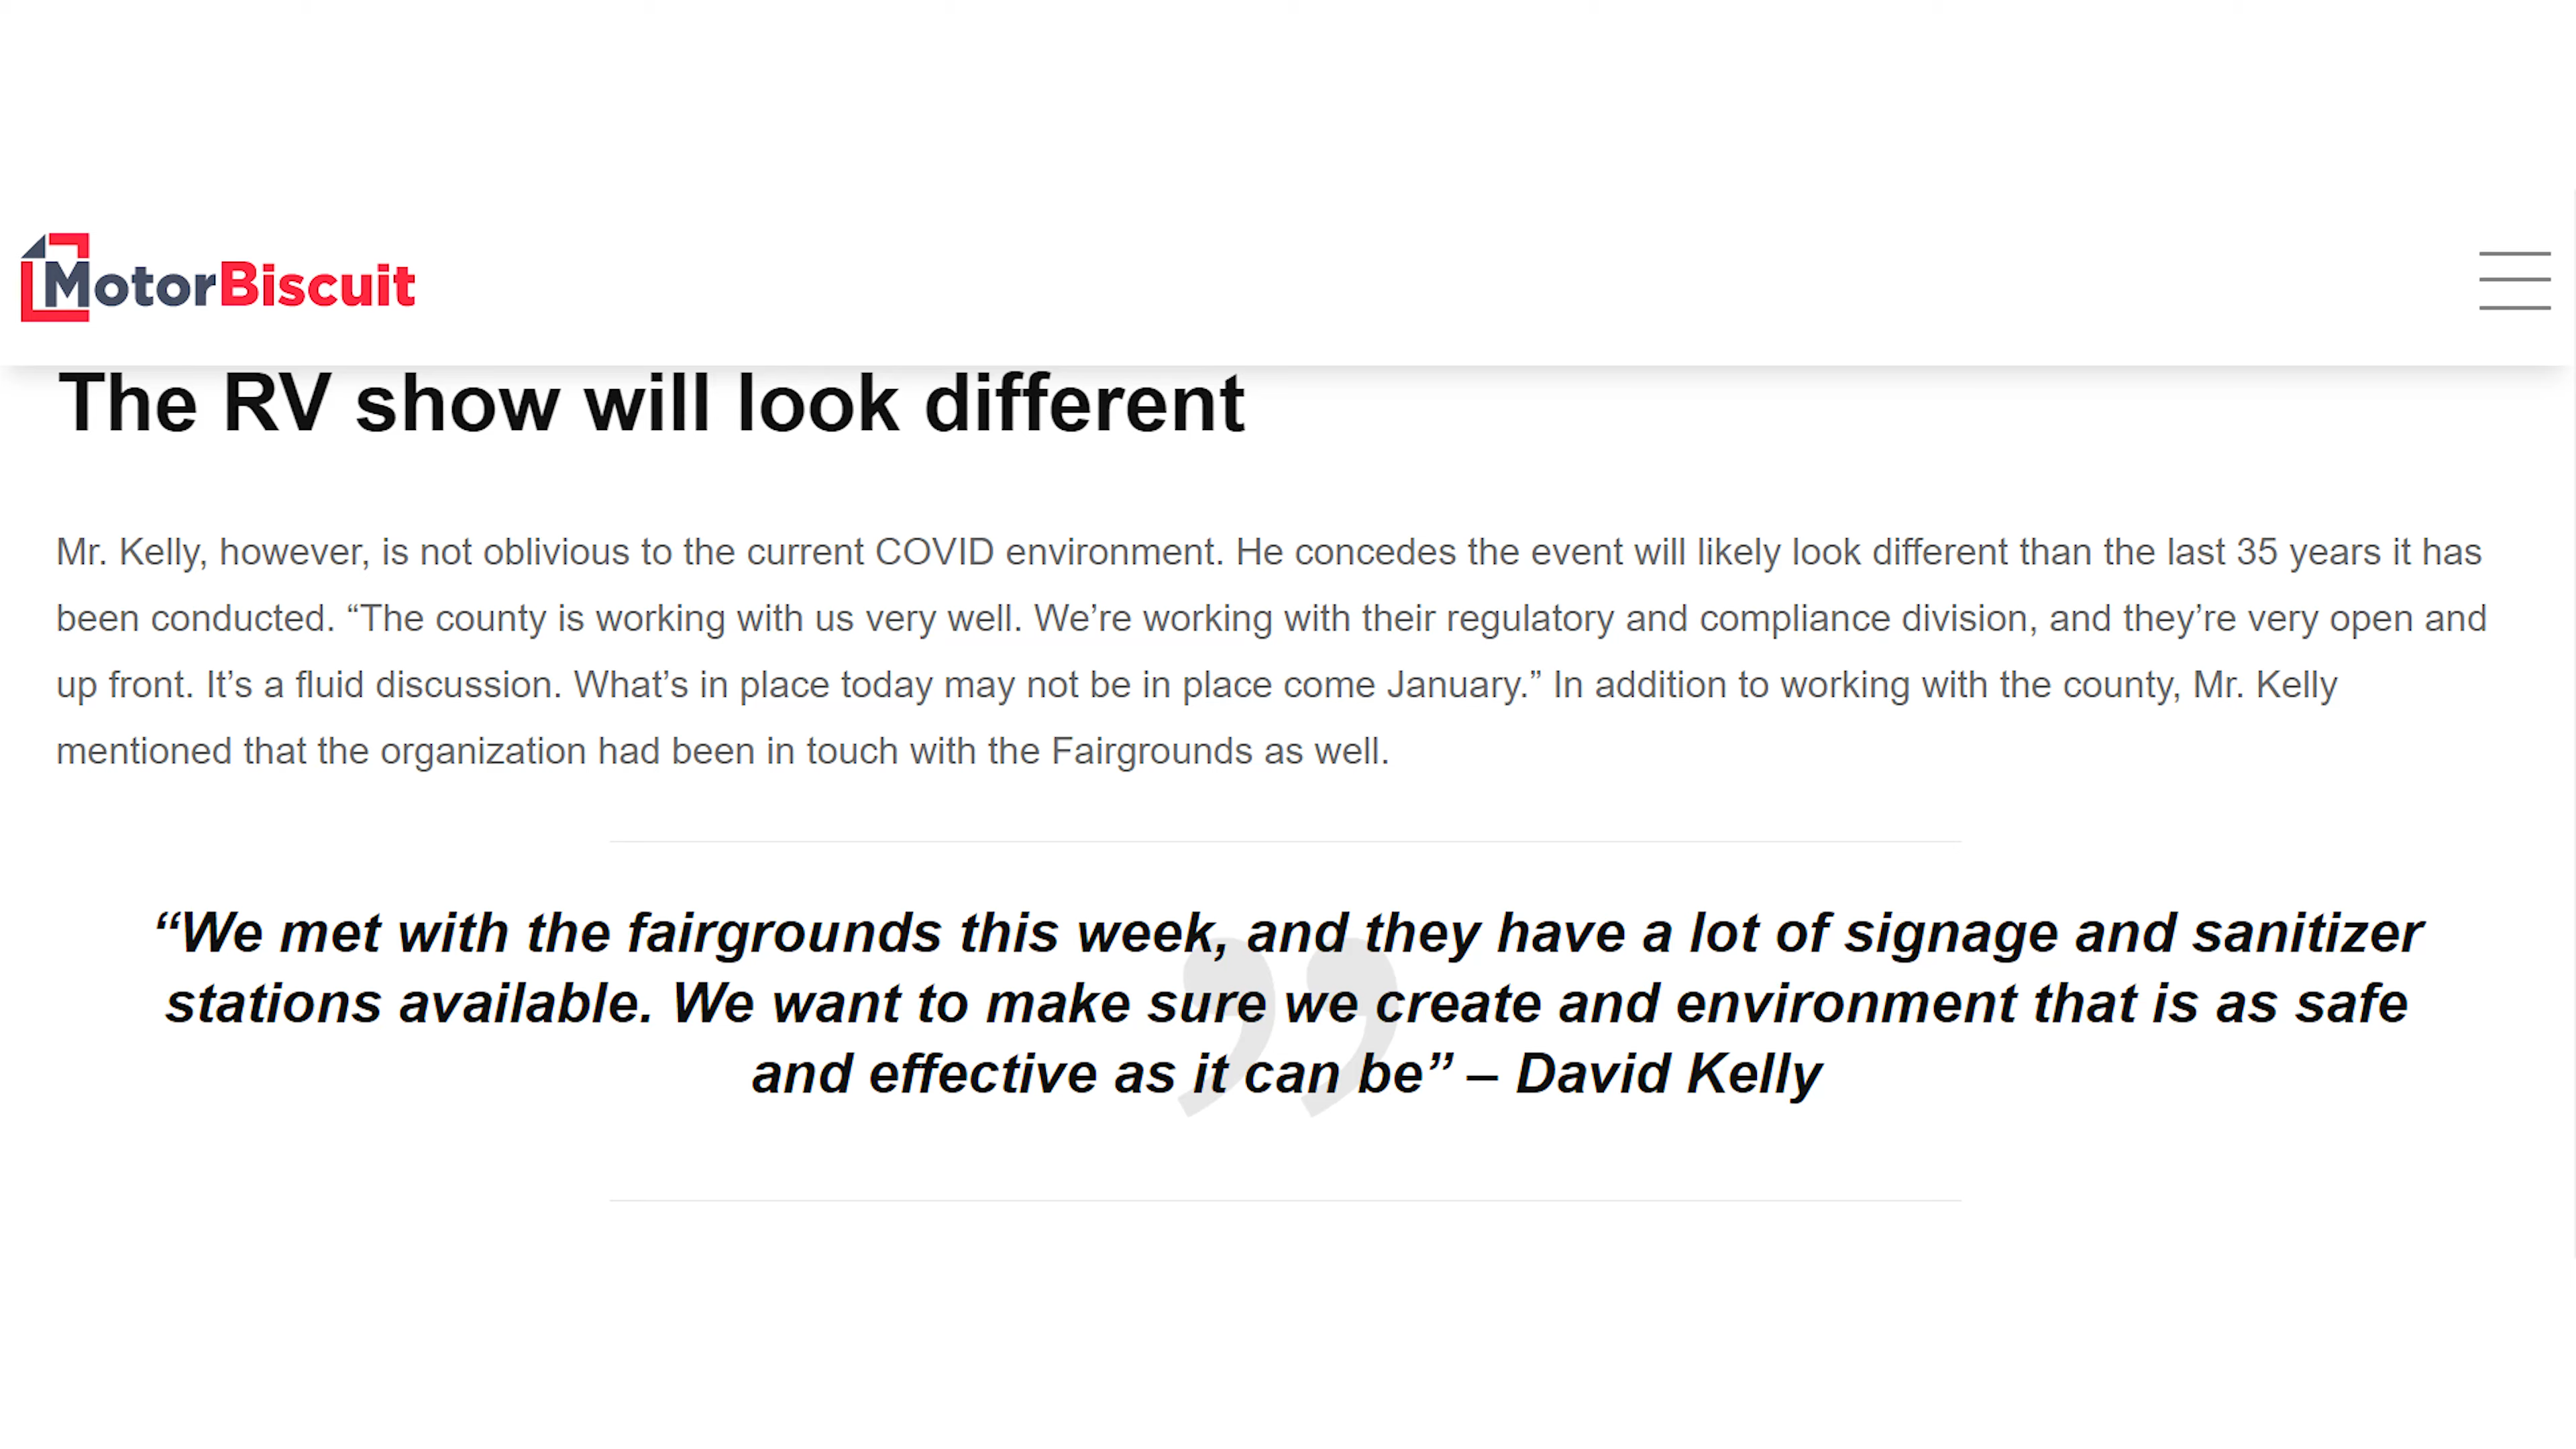 MotorBiscuit
The RV show will look different
Mr. Kelly, however, is not oblivious to the current COVID environment. He concedes the event will likely look different than the last 35 years it has
been conducted. “The county is working with us very well. We’re working with their regulatory and compliance division, and they’re very open and
up front. It’s a fluid discussion. What’s in place today may not be in place come January.” In addition to working with the county, Mr. Kelly
mentioned that the organization had been in touch with the Fairgrounds as well.
“We met with the fairgrounds this week, and they have a lot of signage and sanitizer
stations available. We want to make sure we create and environment that is as safe
and effective as it can be” – David Kelly